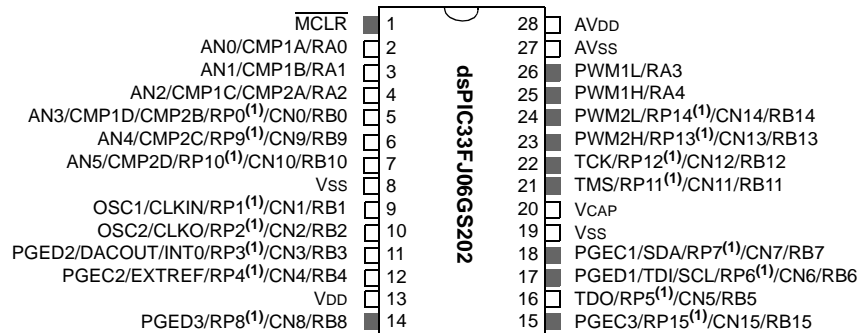 MCLR 1 28 AVDD
AN0/CMP1A/RA0 2 27 AVSS
AN1/CMP1B/RA1 3 26 PWM1L/RA3
AN2/CMP1C/CMP2A/RA2 4 25 PWM1H/RA4
AN3/CMP1D/CMP2B/RP0(1)/CN0/RB0 5 24 PWM2L/RP14(1)/CN14/RB14
AN4/CMP2C/RP9(1)/CN9/RB9 6 23 PWM2H/RP13(1)/CN13/RB13
AN5/CMP2D/RP10(1)/CN10/RB10 7 22 TCK/RP12(1)/CN12/RB12
VSS 8 21 TMS/RP11(1)/CN11/RB11
OSC1/CLKIN/RP1(1)/CN1/RB1 9 20 VCAP
OSC2/CLKO/RP2(1)/CN2/RB2 10 19 VSS
PGED2/DACOUT/INT0/RP3(1)/CN3/RB3 11 18 PGEC1/SDA/RP7(1)/CN7/RB7
PGEC2/EXTREF/RP4(1)/CN4/RB4 12 17 PGED1/TDI/SCL/RP6(1)/CN6/RB6
VDD 13 16 TDO/RP5(1)/CN5/RB5
PGED3/RP8(1)/CN8/RB8 14 15 PGEC3/RP15(1)/CN15/RB15
dsPIC33FJ06GS202